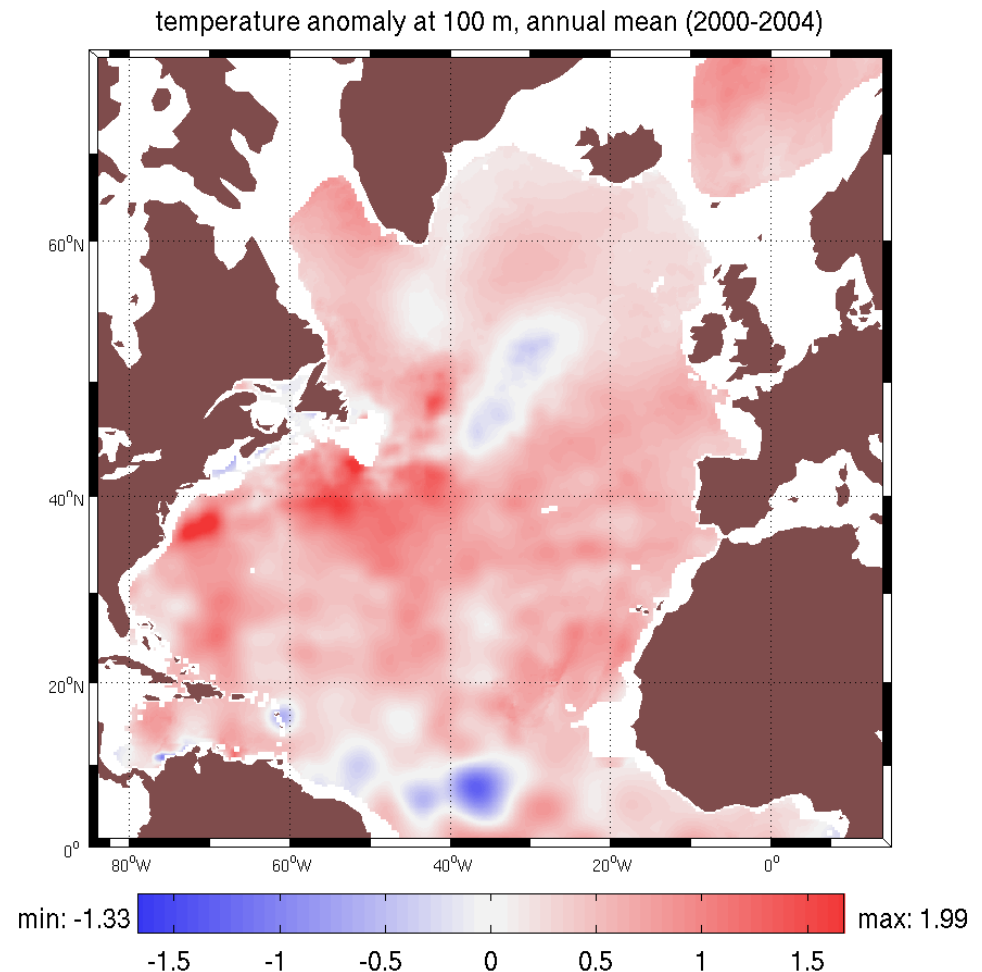 temperature anomaly at 100 m, annual mean (2000-2004)
60°N
40°N
20°N
0°
80°W 60°W 40°W 20°W 0°
min: -1.33 max: 1.99
-1.5 -1 -0.5 0 0.5 1 1.5